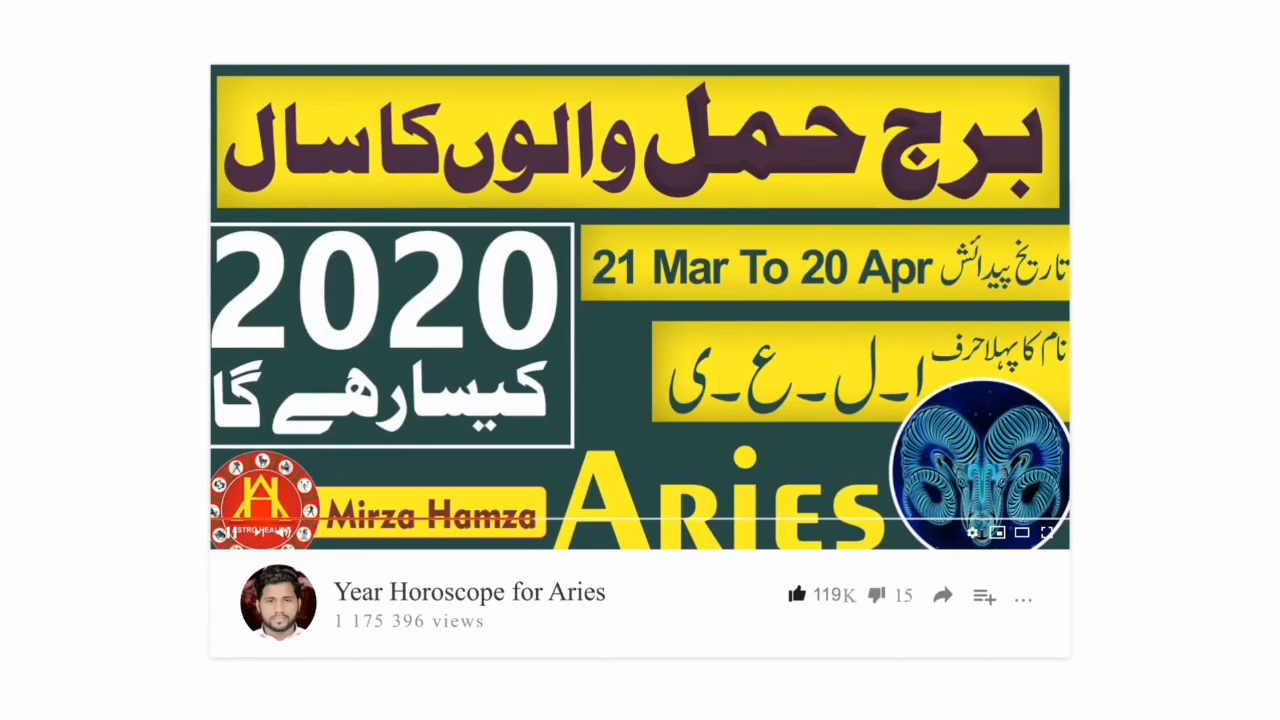 برج حمل والوں کا سال
2020
کیسا رہے گا
تاریخ پیدائش 21 Mar To 20 Apr
نام کا پہلا حرف ا - ل - ع - ی
ARiES
Mirza Hamza
Year Horoscope for Aries
1 175 396 views
119K 15 ...